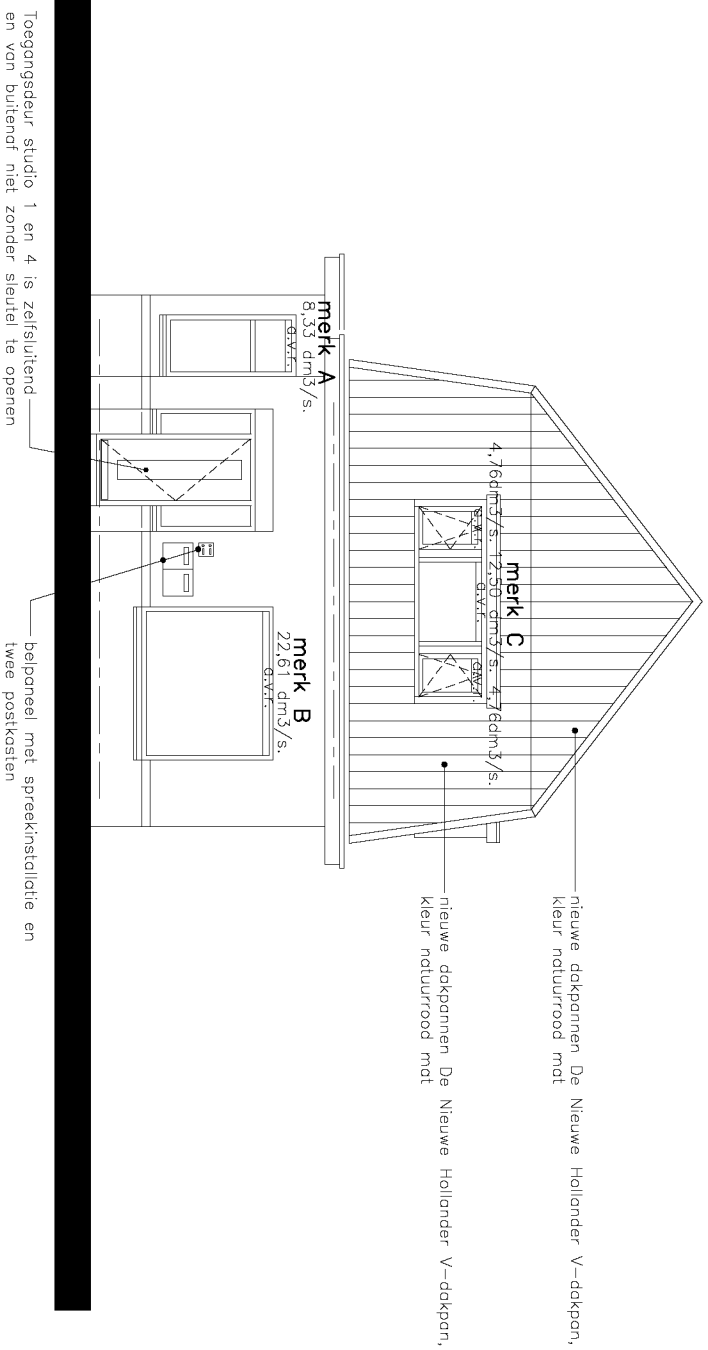 nieuwe dakpannen De Nieuwe Hollander V-dakpan,
kleur natuurrood mat
nieuwe dakpannen De Nieuwe Hollander V-dakpan,
kleur natuurrood mat
merk C
4,76dm3/s. 12,50 dm3/s. 4,76dm3/s.
a.v.r.
a.v.r.
a.v.r.
merk A
8,33 dm3/s.
a.v.r.
merk B
22,61 dm3/s.
a.v.r.
Toegangsdeur studio 1 en 4 is zelfsluitend
en van buitenaf niet zonder sleutel te openen
belpaneel met spreekinstallatie en
twee postkasten